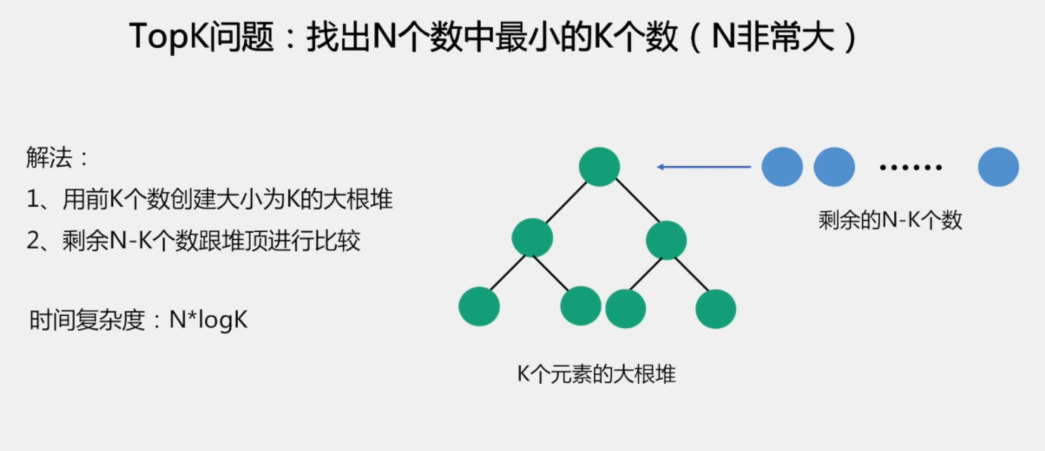 TopK问题：找出N个数中最小的K个数（N非常大）
解法：
1、用前K个数创建大小为K的大根堆
2、剩余N-K个数跟堆顶进行比较
时间复杂度：N*logK
······
剩余的N-K个数
K个元素的大根堆